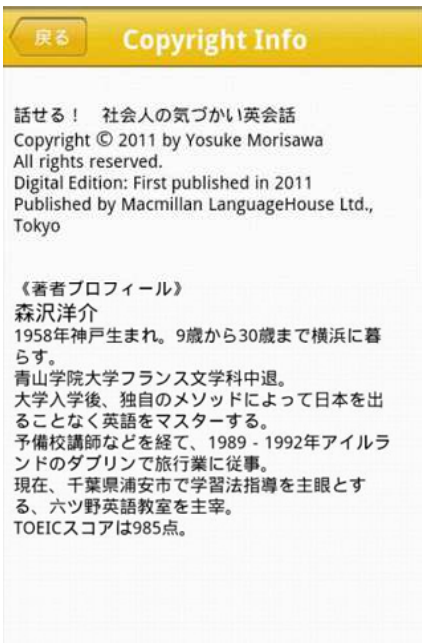 戻る
Copyright Info
話せる！　社会人の気づかい英会話
Copyright © 2011 by Yosuke Morisawa
All rights reserved.
Digital Edition: First published in 2011
Published by Macmillan LanguageHouse Ltd.,
Tokyo
《著者プロフィール》
森沢洋介
1958年神戸生まれ。9歳から30歳まで横浜に暮
らす。
青山学院大学フランス文学科中退。
大学入学後、独自のメソッドによって日本を出
ることなく英語をマスターする。
予備校講師などを経て、1989 - 1992年アイルラ
ンドのダブリンで旅行業に従事。
現在、千葉県浦安市で学習法指導を主眼とす
る、六ツ野英語教室を主宰。
TOEICスコアは985点。